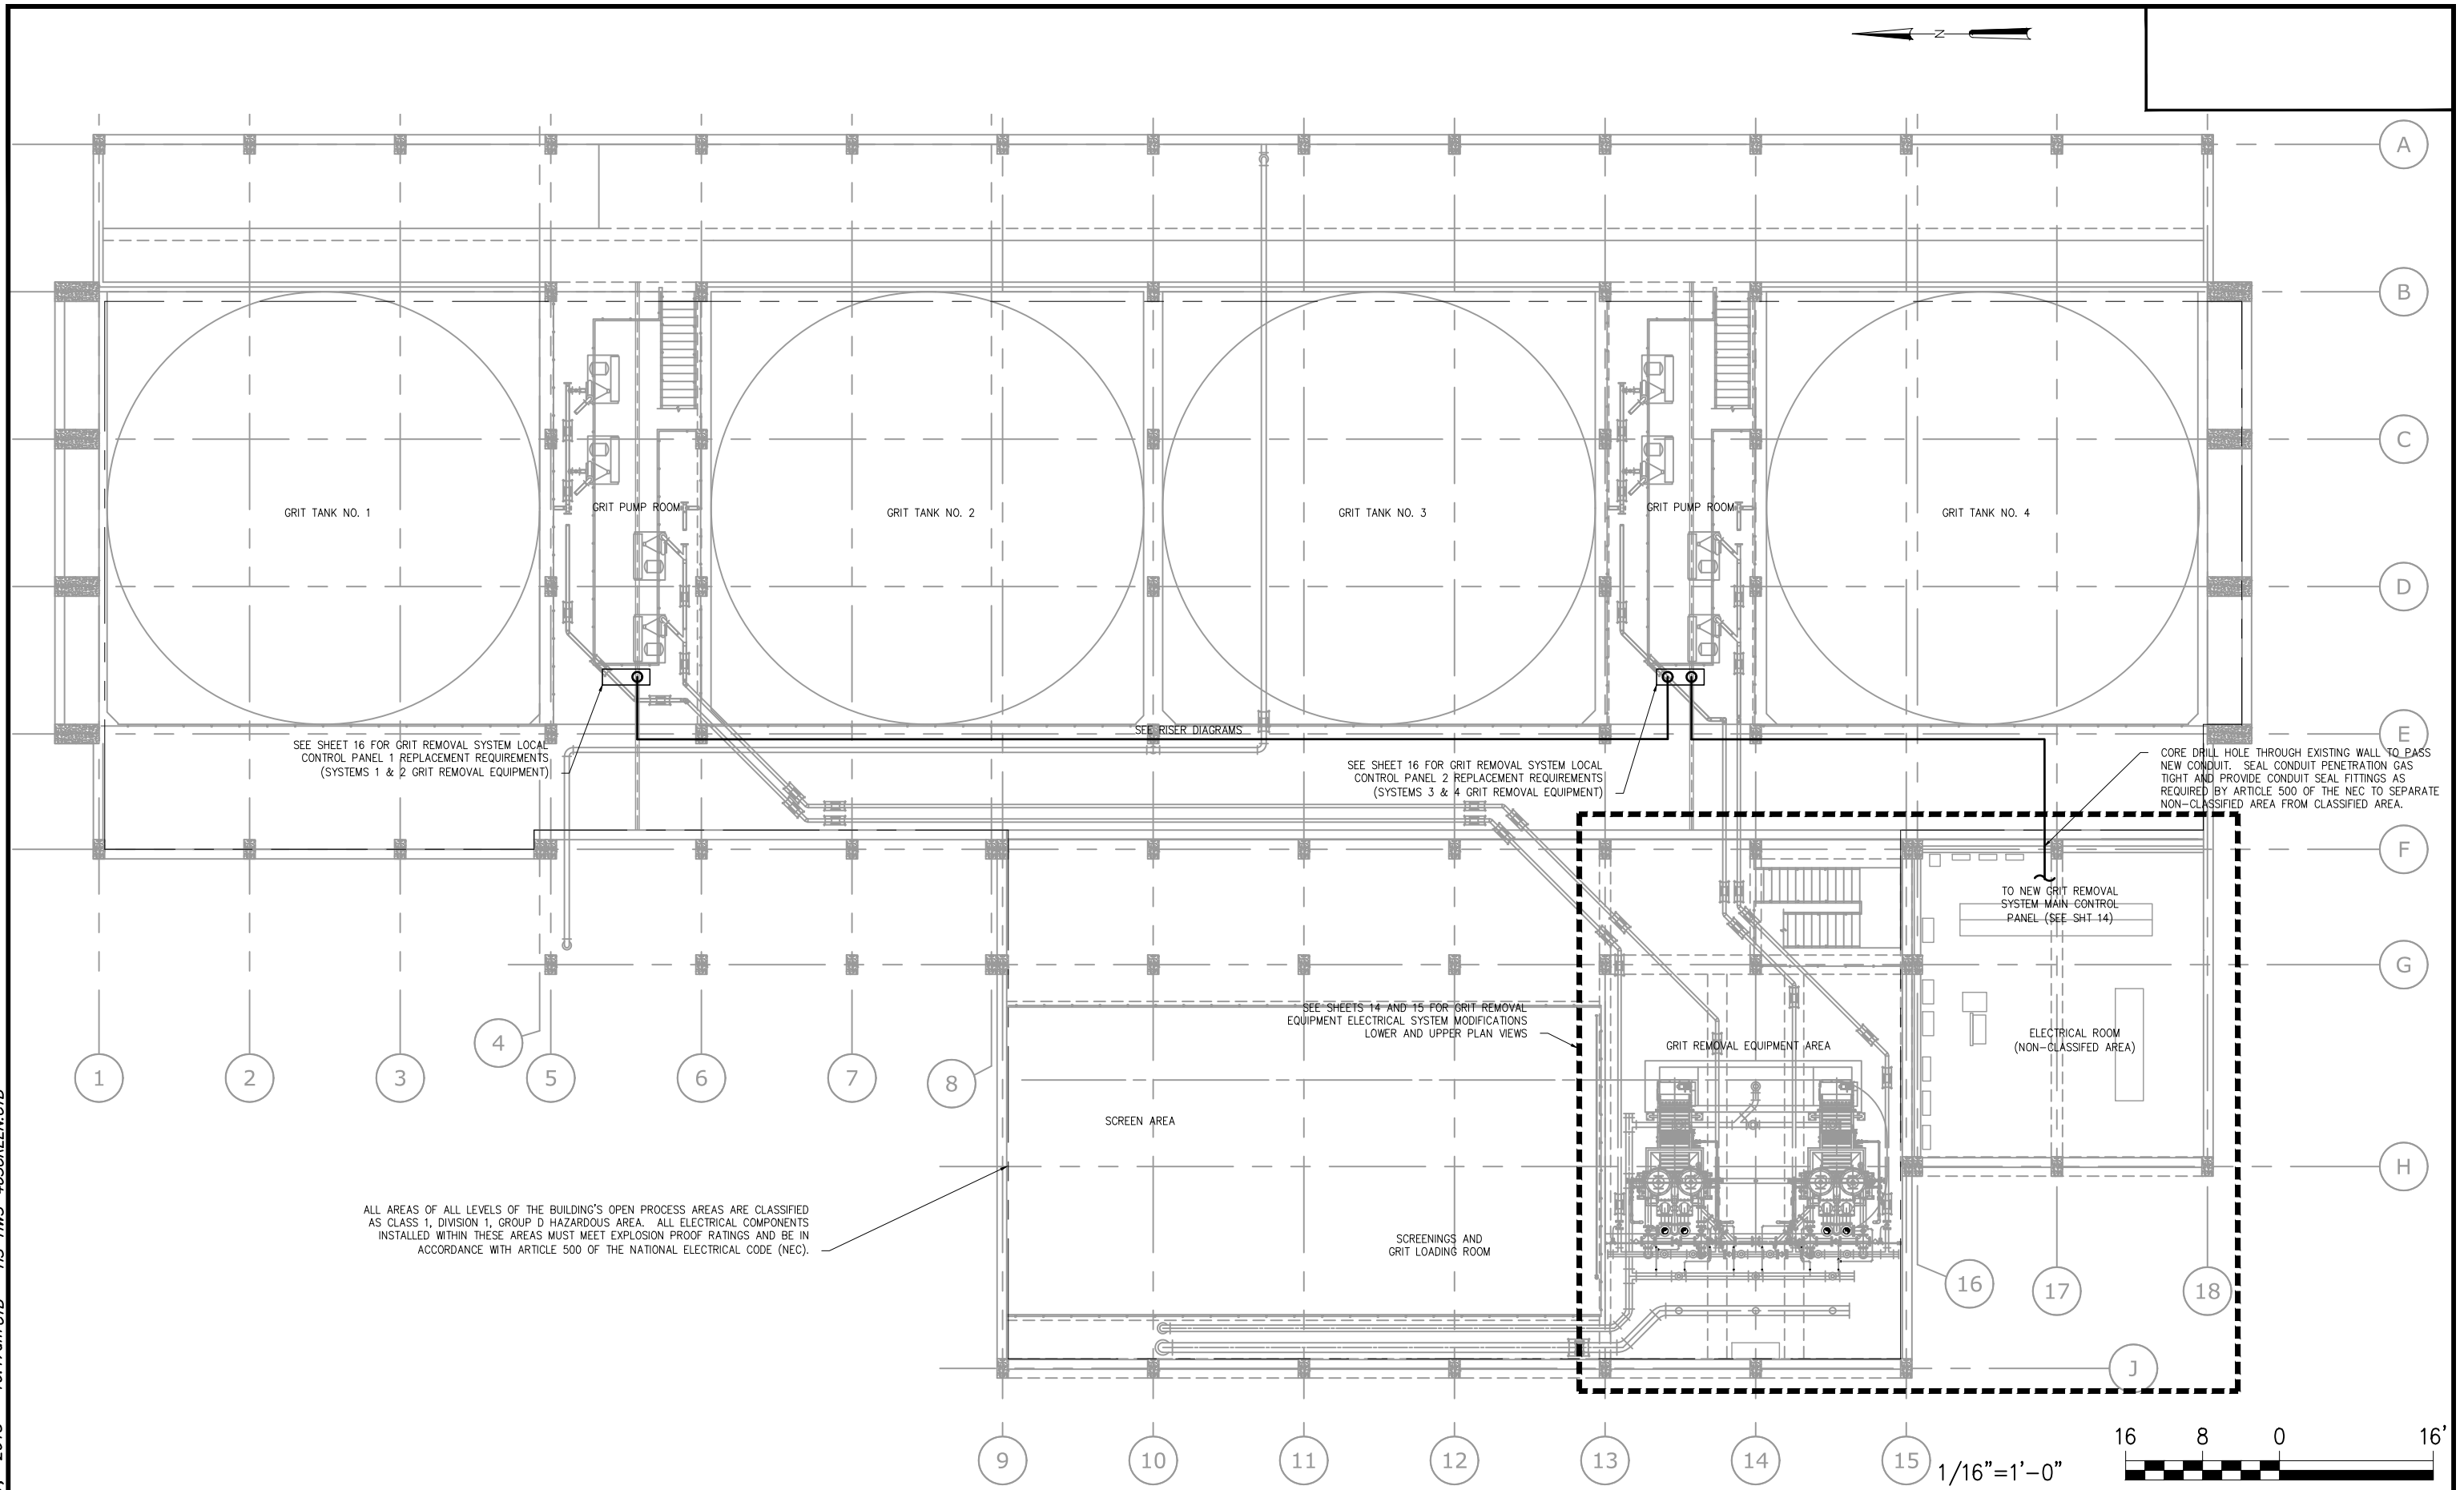 N
A
B
C
D
E
F
G
H
J
GRIT TANK NO. 1
GRIT PUMP ROOM
GRIT TANK NO. 2
GRIT TANK NO. 3
GRIT PUMP ROOM
GRIT TANK NO. 4
SEE RISER DIAGRAMS
SEE SHEET 16 FOR GRIT REMOVAL SYSTEM LOCAL
CONTROL PANEL 1 REPLACEMENT REQUIREMENTS
(SYSTEMS 1 & 2 GRIT REMOVAL EQUIPMENT)
SEE SHEET 16 FOR GRIT REMOVAL SYSTEM LOCAL
CONTROL PANEL 2 REPLACEMENT REQUIREMENTS
(SYSTEMS 3 & 4 GRIT REMOVAL EQUIPMENT)
CORE DRILL HOLE THROUGH EXISTING WALL TO PASS
NEW CONDUIT. SEAL CONDUIT PENETRATION GAS
TIGHT AND PROVIDE CONDUIT SEAL FITTINGS AS
REQUIRED BY ARTICLE 500 OF THE NEC TO SEPARATE
NON-CLASSIFIED AREA FROM CLASSIFIED AREA.
TO NEW GRIT REMOVAL
SYSTEM MAIN CONTROL
PANEL (SEE SHT 14)
SEE SHEETS 14 AND 15 FOR GRIT REMOVAL
EQUIPMENT ELECTRICAL SYSTEM MODIFICATIONS
LOWER AND UPPER PLAN VIEWS
GRIT REMOVAL EQUIPMENT AREA
ELECTRICAL ROOM
(NON-CLASSIFED AREA)
1
2
3
4
5
6
7
8
SCREEN AREA
ALL AREAS OF ALL LEVELS OF THE BUILDING'S OPEN PROCESS AREAS ARE CLASSIFIED
AS CLASS 1, DIVISION 1, GROUP D HAZARDOUS AREA. ALL ELECTRICAL COMPONENTS
INSTALLED WITHIN THESE AREAS MUST MEET EXPLOSION PROOF RATINGS AND BE IN
ACCORDANCE WITH ARTICLE 500 OF THE NATIONAL ELECTRICAL CODE (NEC).
SCREENINGS AND
GRIT LOADING ROOM
16
17
18
9
10
11
12
13
14
15
1/16"=1'-0"
16 8 0 16'